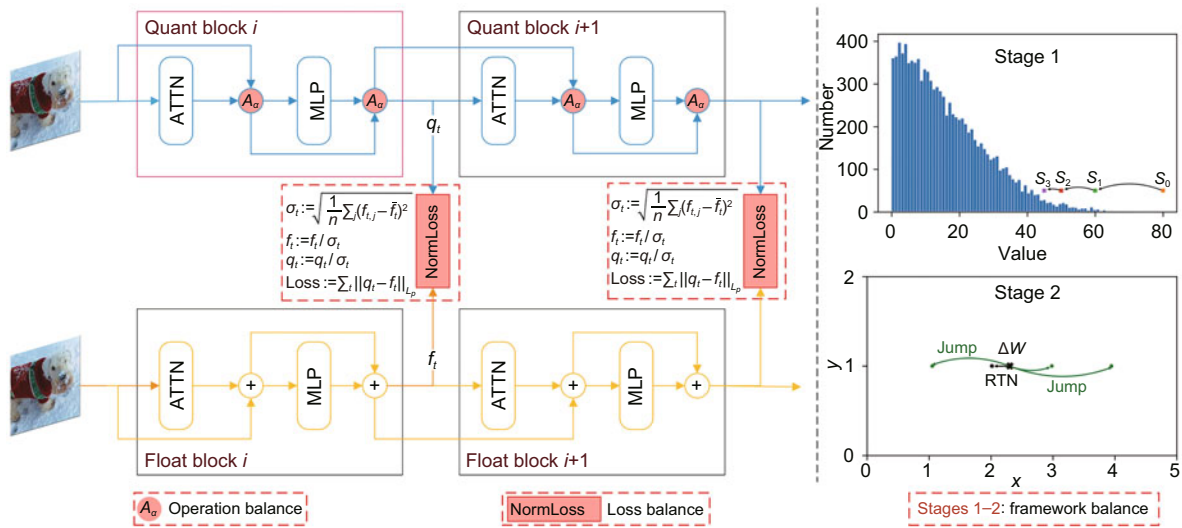 Quant block i
Quant block i+1
ATTN
Aα
MLP
Aα
ATTN
Aα
MLP
Aα
qt
σt := √(1/n ∑j(ft,j − f̄t)²)
ft := ft / σt
qt := qt / σt
Loss := ∑t ||qt − ft||Lp
NormLoss
σt := √(1/n ∑j(ft,j − f̄t)²)
ft := ft / σt
qt := qt / σt
Loss := ∑t ||qt − ft||Lp
NormLoss
ft
ATTN
+
MLP
+
ATTN
+
MLP
+
Float block i
Float block i+1
Aα Operation balance
NormLoss Loss balance
Stage 1
400
300
200
100
0
Number
S3 S2 S1 S0
0 20 40 60 80
Value
Stage 2
2
1
0
y
Jump
ΔW
RTN
Jump
0 1 2 3 4 5
x
Stages 1–2: framework balance